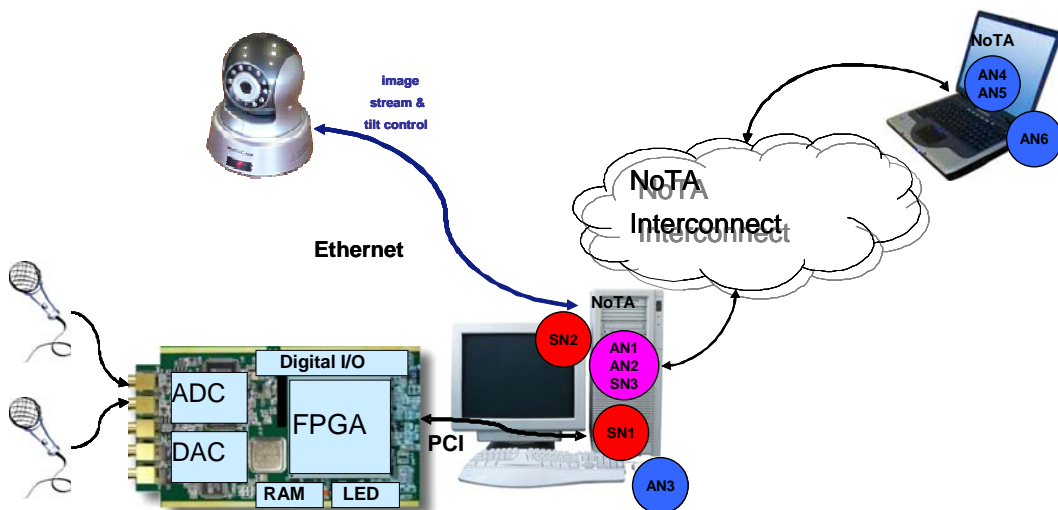 image
stream &
tilt control
NoTA
AN4
AN5
AN6
NoTA
Interconnect
Ethernet
NoTA
SN2
AN1
AN2
SN3
Digital I/O
ADC
FPGA
PCI
SN1
DAC
RAM
LED
AN3